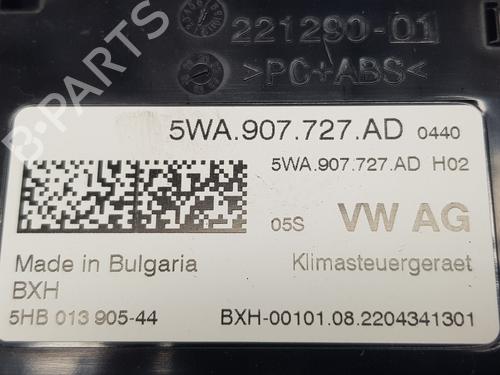 221290-01
>PC+ABS<
B-PARTS
5WA.907.727.AD 0440
5WA.907.727.AD H02
05S VW AG
Made in Bulgaria Klimasteuergeraet
BXH
5HB 013 905-44 BXH-00101.08.2204341301